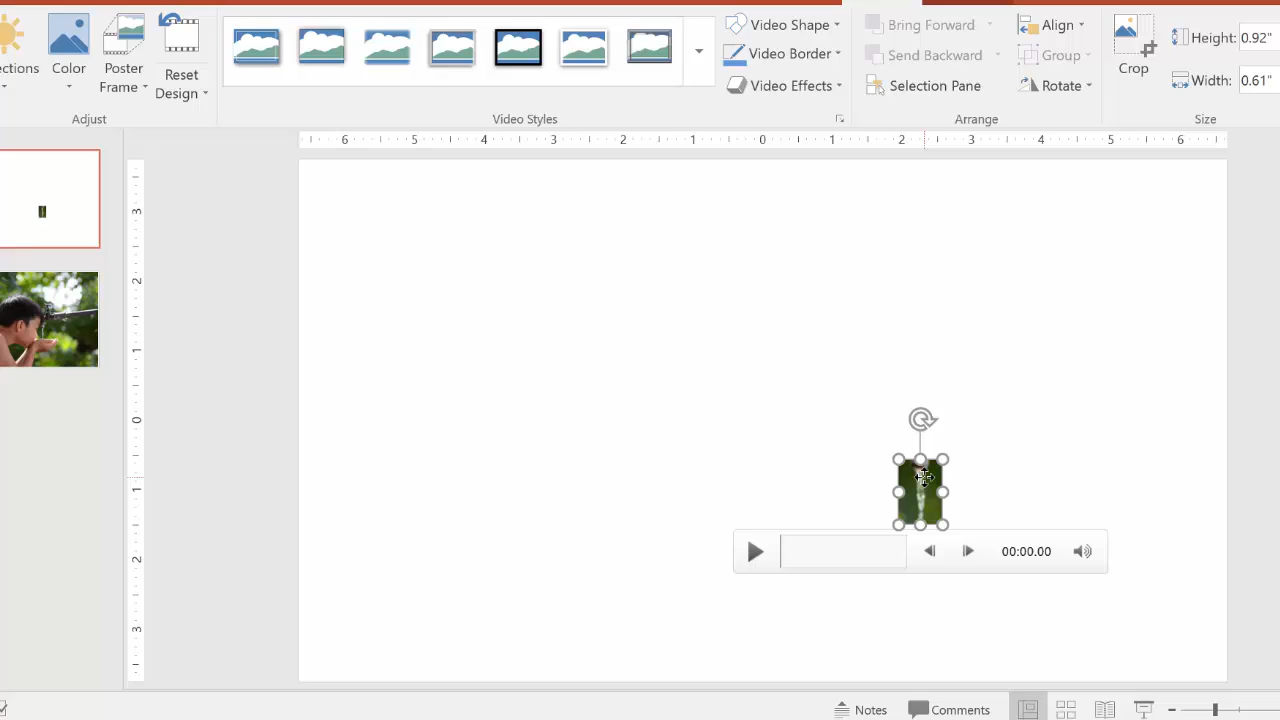 ctions
Color
Poster
Frame
Reset
Design
Adjust
Video Styles
Video Shape
Video Border
Video Effects
Bring Forward
Send Backward
Selection Pane
Align
Group
Rotate
Arrange
Crop
Height: 0.92"
Width: 0.61"
Size
6 5 4 3 2 1 0 1 2 3 4 5 6
3
2
1
0
1
2
3
00:00.00
Notes
Comments